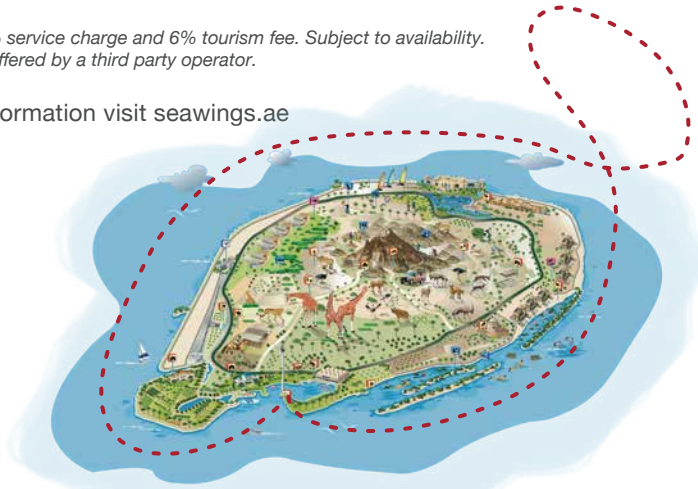 service charge and 6% tourism fee. Subject to availability.
ffered by a third party operator.
ormation visit seawings.ae